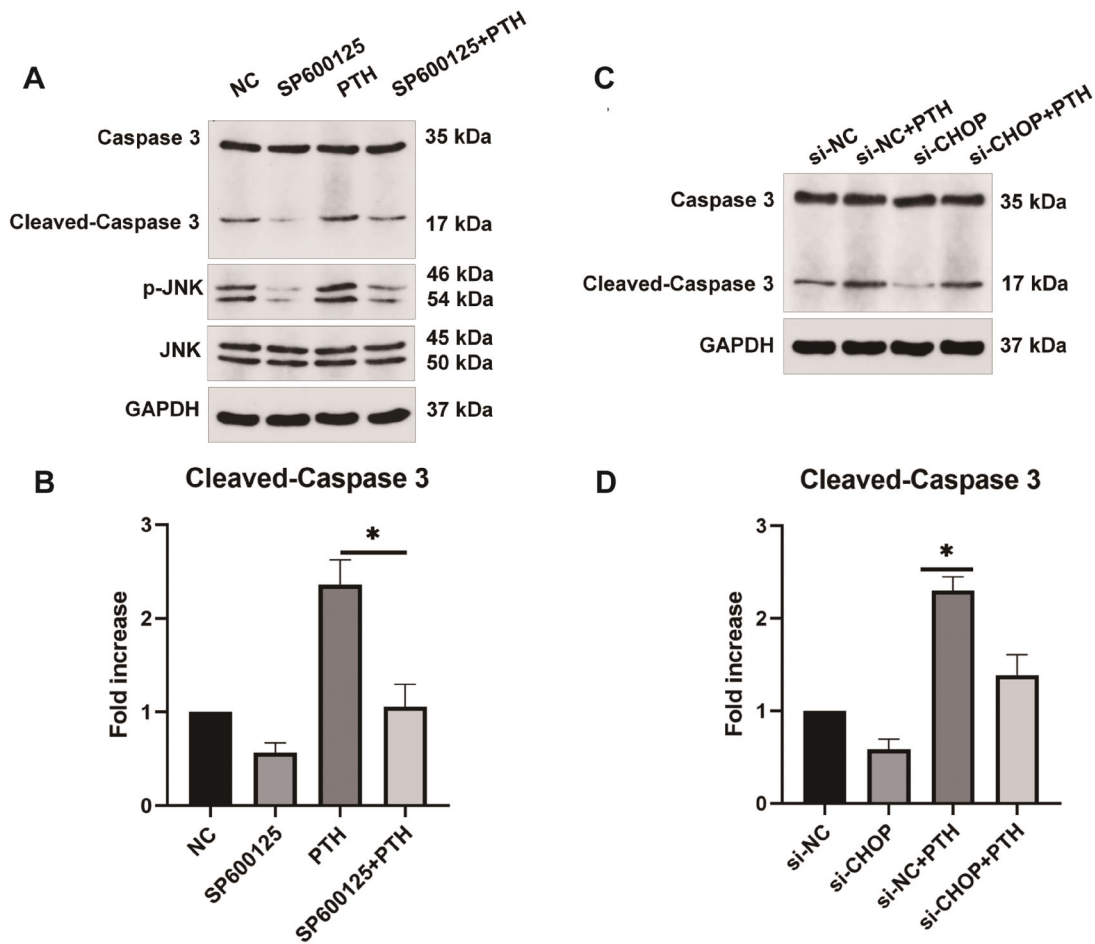 A
NC
SP600125
PTH
SP600125+PTH
Caspase 3
35 kDa
Cleaved-Caspase 3
17 kDa
p-JNK
46 kDa
54 kDa
JNK
45 kDa
50 kDa
GAPDH
37 kDa
C
si-NC
si-NC+PTH
si-CHOP
si-CHOP+PTH
Caspase 3
35 kDa
Cleaved-Caspase 3
17 kDa
GAPDH
37 kDa
B
Cleaved-Caspase 3
Fold increase
3
2
1
0
*
NC
SP600125
PTH
SP600125+PTH
D
Cleaved-Caspase 3
Fold increase
3
2
1
0
*
si-NC
si-CHOP
si-NC+PTH
si-CHOP+PTH